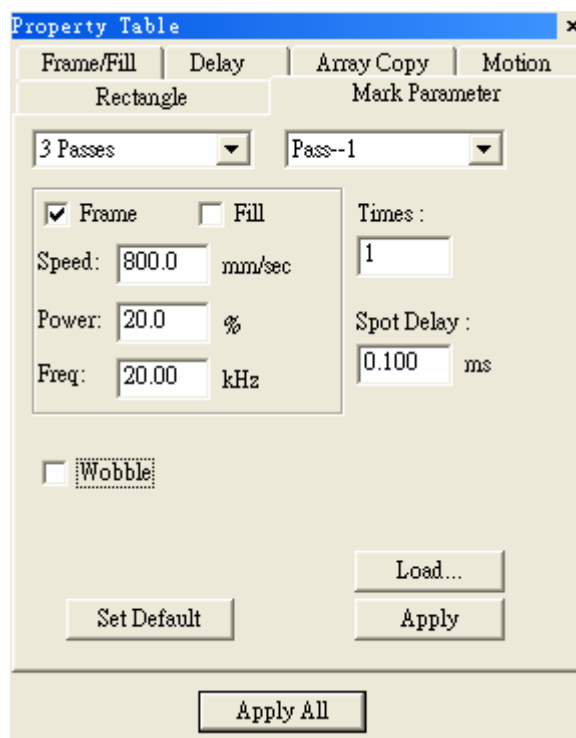 Property Table
Frame/Fill Delay Array Copy Motion
Rectangle Mark Parameter
3 Passes Pass--1
Frame Fill Times :
Speed: 800.0 mm/sec 1
Power: 20.0 % Spot Delay :
Freq: 20.00 kHz 0.100 ms
Wobble
Load...
Set Default Apply
Apply All